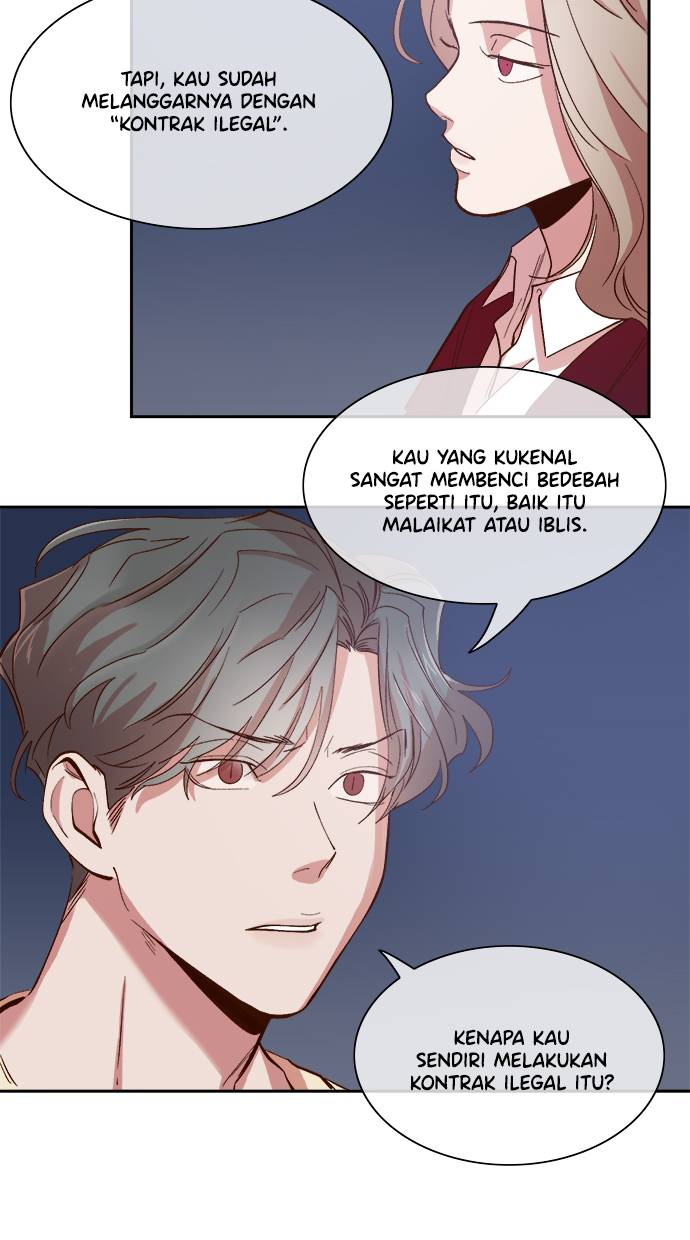 TAPI, KAU SUDAH
MELANGGARNYA DENGAN
“KONTRAK ILEGAL”.
KAU YANG KUKENAL
SANGAT MEMBENCI BEDEBAH
SEPERTI ITU, BAIK ITU
MALAIKAT ATAU IBLIS.
KENAPA KAU
SENDIRI MELAKUKAN
KONTRAK ILEGAL ITU?